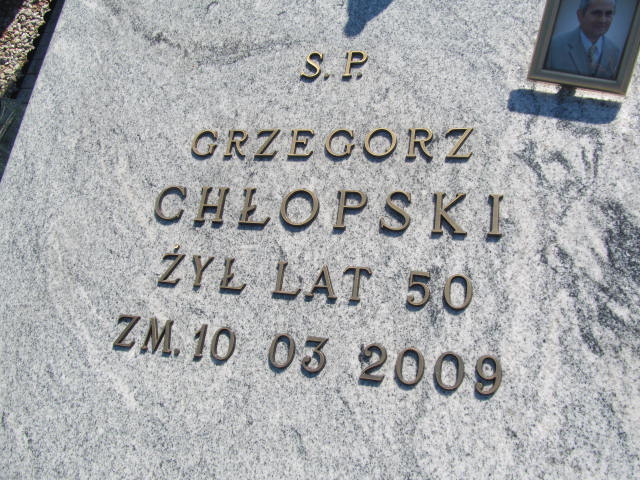 S. P.
GRZEGORZ
CHŁOPSKI
ŻYŁ LAT 50
ZM. 10 03 2009